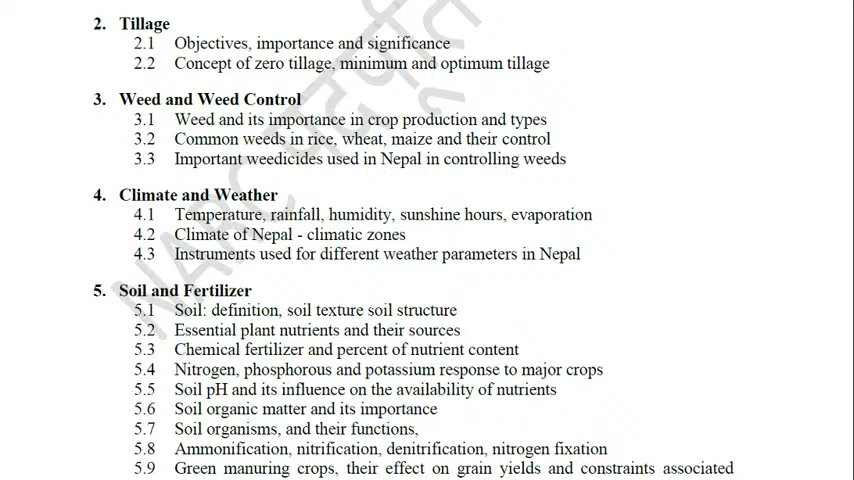 2. Tillage
2.1 Objectives, importance and significance
2.2 Concept of zero tillage, minimum and optimum tillage
3. Weed and Weed Control
3.1 Weed and its importance in crop production and types
3.2 Common weeds in rice, wheat, maize and their control
3.3 Important weedicides used in Nepal in controlling weeds
4. Climate and Weather
4.1 Temperature, rainfall, humidity, sunshine hours, evaporation
4.2 Climate of Nepal - climatic zones
4.3 Instruments used for different weather parameters in Nepal
5. Soil and Fertilizer
5.1 Soil: definition, soil texture soil structure
5.2 Essential plant nutrients and their sources
5.3 Chemical fertilizer and percent of nutrient content
5.4 Nitrogen, phosphorous and potassium response to major crops
5.5 Soil pH and its influence on the availability of nutrients
5.6 Soil organic matter and its importance
5.7 Soil organisms, and their functions,
5.8 Ammonification, nitrification, denitrification, nitrogen fixation
5.9 Green manuring crops, their effect on grain yields and constraints associated
NARC